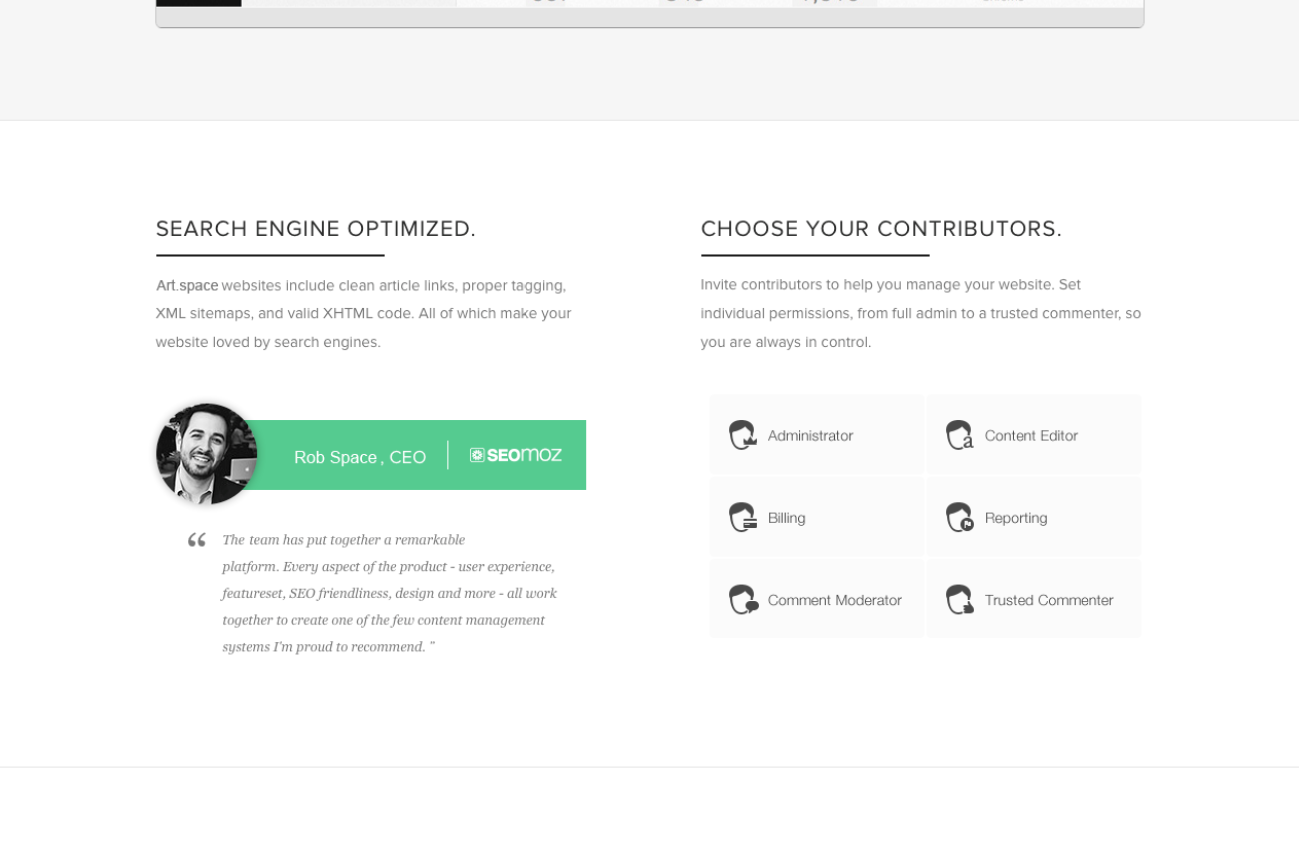 SEARCH ENGINE OPTIMIZED.
Art.space websites include clean article links, proper tagging,
XML sitemaps, and valid XHTML code. All of which make your
website loved by search engines.
Rob Space , CEO
SEOmoz
“ The team has put together a remarkable
platform. Every aspect of the product - user experience,
featureset, SEO friendliness, design and more - all work
together to create one of the few content management
systems I'm proud to recommend. ”
CHOOSE YOUR CONTRIBUTORS.
Invite contributors to help you manage your website. Set
individual permissions, from full admin to a trusted commenter, so
you are always in control.
Administrator
Content Editor
Billing
Reporting
Comment Moderator
Trusted Commenter